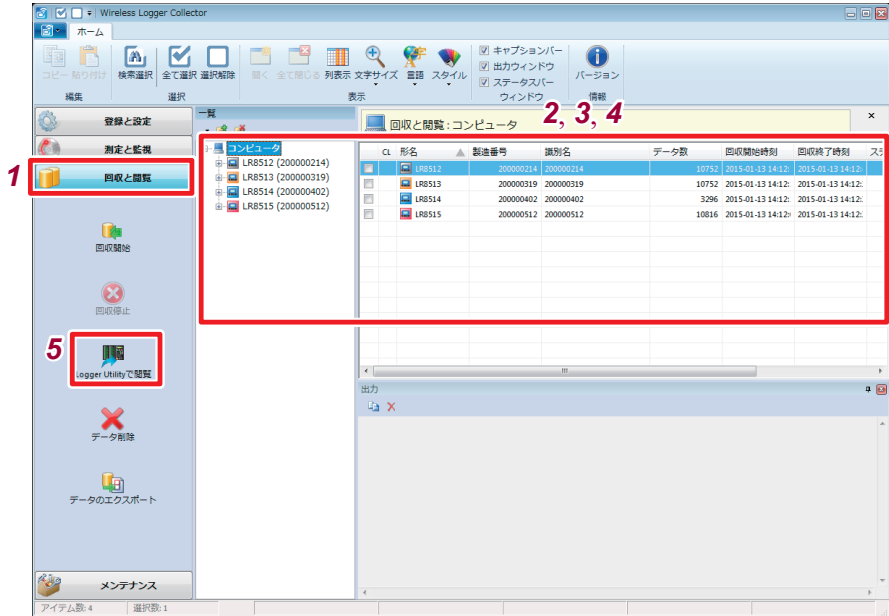 Wireless Logger Collector
ホーム
コピー 貼り付け 検索選択 全て選択 選択解除 開く 全て閉じる 列表示 文字サイズ 言語 スタイル
キャプションバー
出力ウィンドウ
ステータスバー
バージョン
編集 選択 表示 ウィンドウ 情報
登録と設定
測定と監視
1 回収と閲覧
回収開始
回収停止
5
Logger Utilityで閲覧
データ削除
データのエクスポート
メンテナンス
一覧
コンピュータ
LR8512 (200000214)
LR8513 (200000319)
LR8514 (200000402)
LR8515 (200000512)
回収と閲覧 : コンピュータ
2, 3, 4
CL 形名 製造番号 識別名 データ数 回収開始時刻 回収終了時刻
LR8512 200000214 200000214 10752 2015-01-13 14:12: 2015-01-13 14:12:
LR8513 200000319 200000319 10752 2015-01-13 14:12: 2015-01-13 14:12:
LR8514 200000402 200000402 3296 2015-01-13 14:12: 2015-01-13 14:12:
LR8515 200000512 200000512 10816 2015-01-13 14:12: 2015-01-13 14:12:
出力
アイテム数: 4 選択数: 1